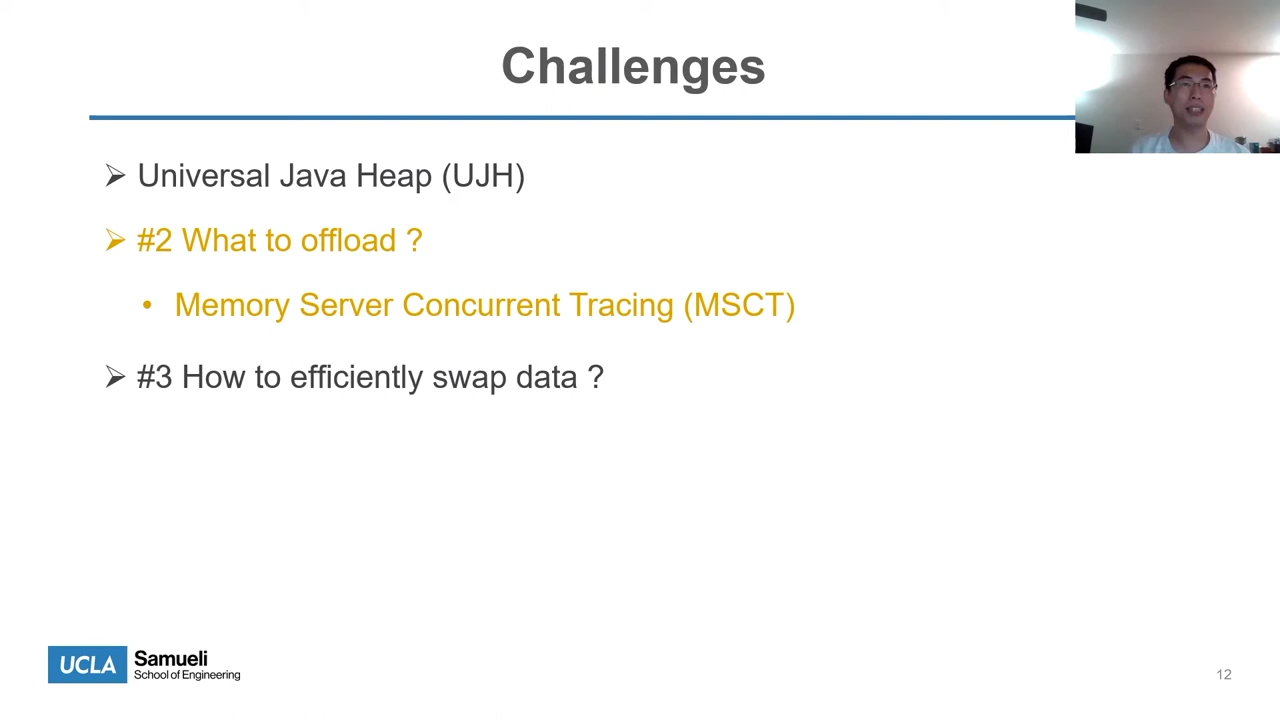 Challenges
➢ Universal Java Heap (UJH)
➢ #2 What to offload ?
• Memory Server Concurrent Tracing (MSCT)
➢ #3 How to efficiently swap data ?
UCLA Samueli
School of Engineering
12